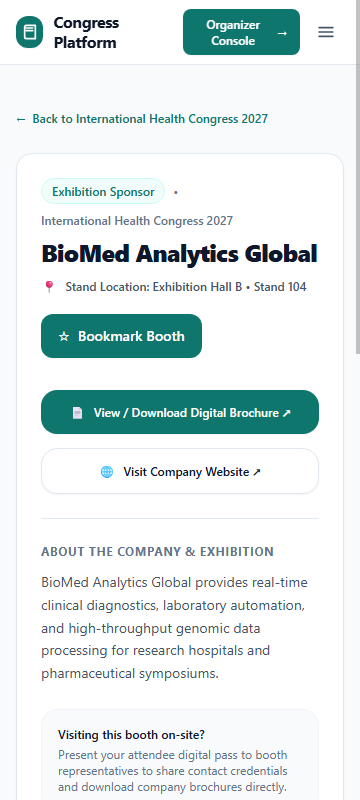 Congress
Platform
Organizer
Console →
← Back to International Health Congress 2027
Exhibition Sponsor •
International Health Congress 2027
BioMed Analytics Global
📍 Stand Location: Exhibition Hall B • Stand 104
☆ Bookmark Booth
📄 View / Download Digital Brochure ↗
🌐 Visit Company Website ↗
ABOUT THE COMPANY & EXHIBITION
BioMed Analytics Global provides real-time
clinical diagnostics, laboratory automation,
and high-throughput genomic data
processing for research hospitals and
pharmaceutical symposiums.
Visiting this booth on-site?
Present your attendee digital pass to booth
representatives to share contact credentials
and download company brochures directly.